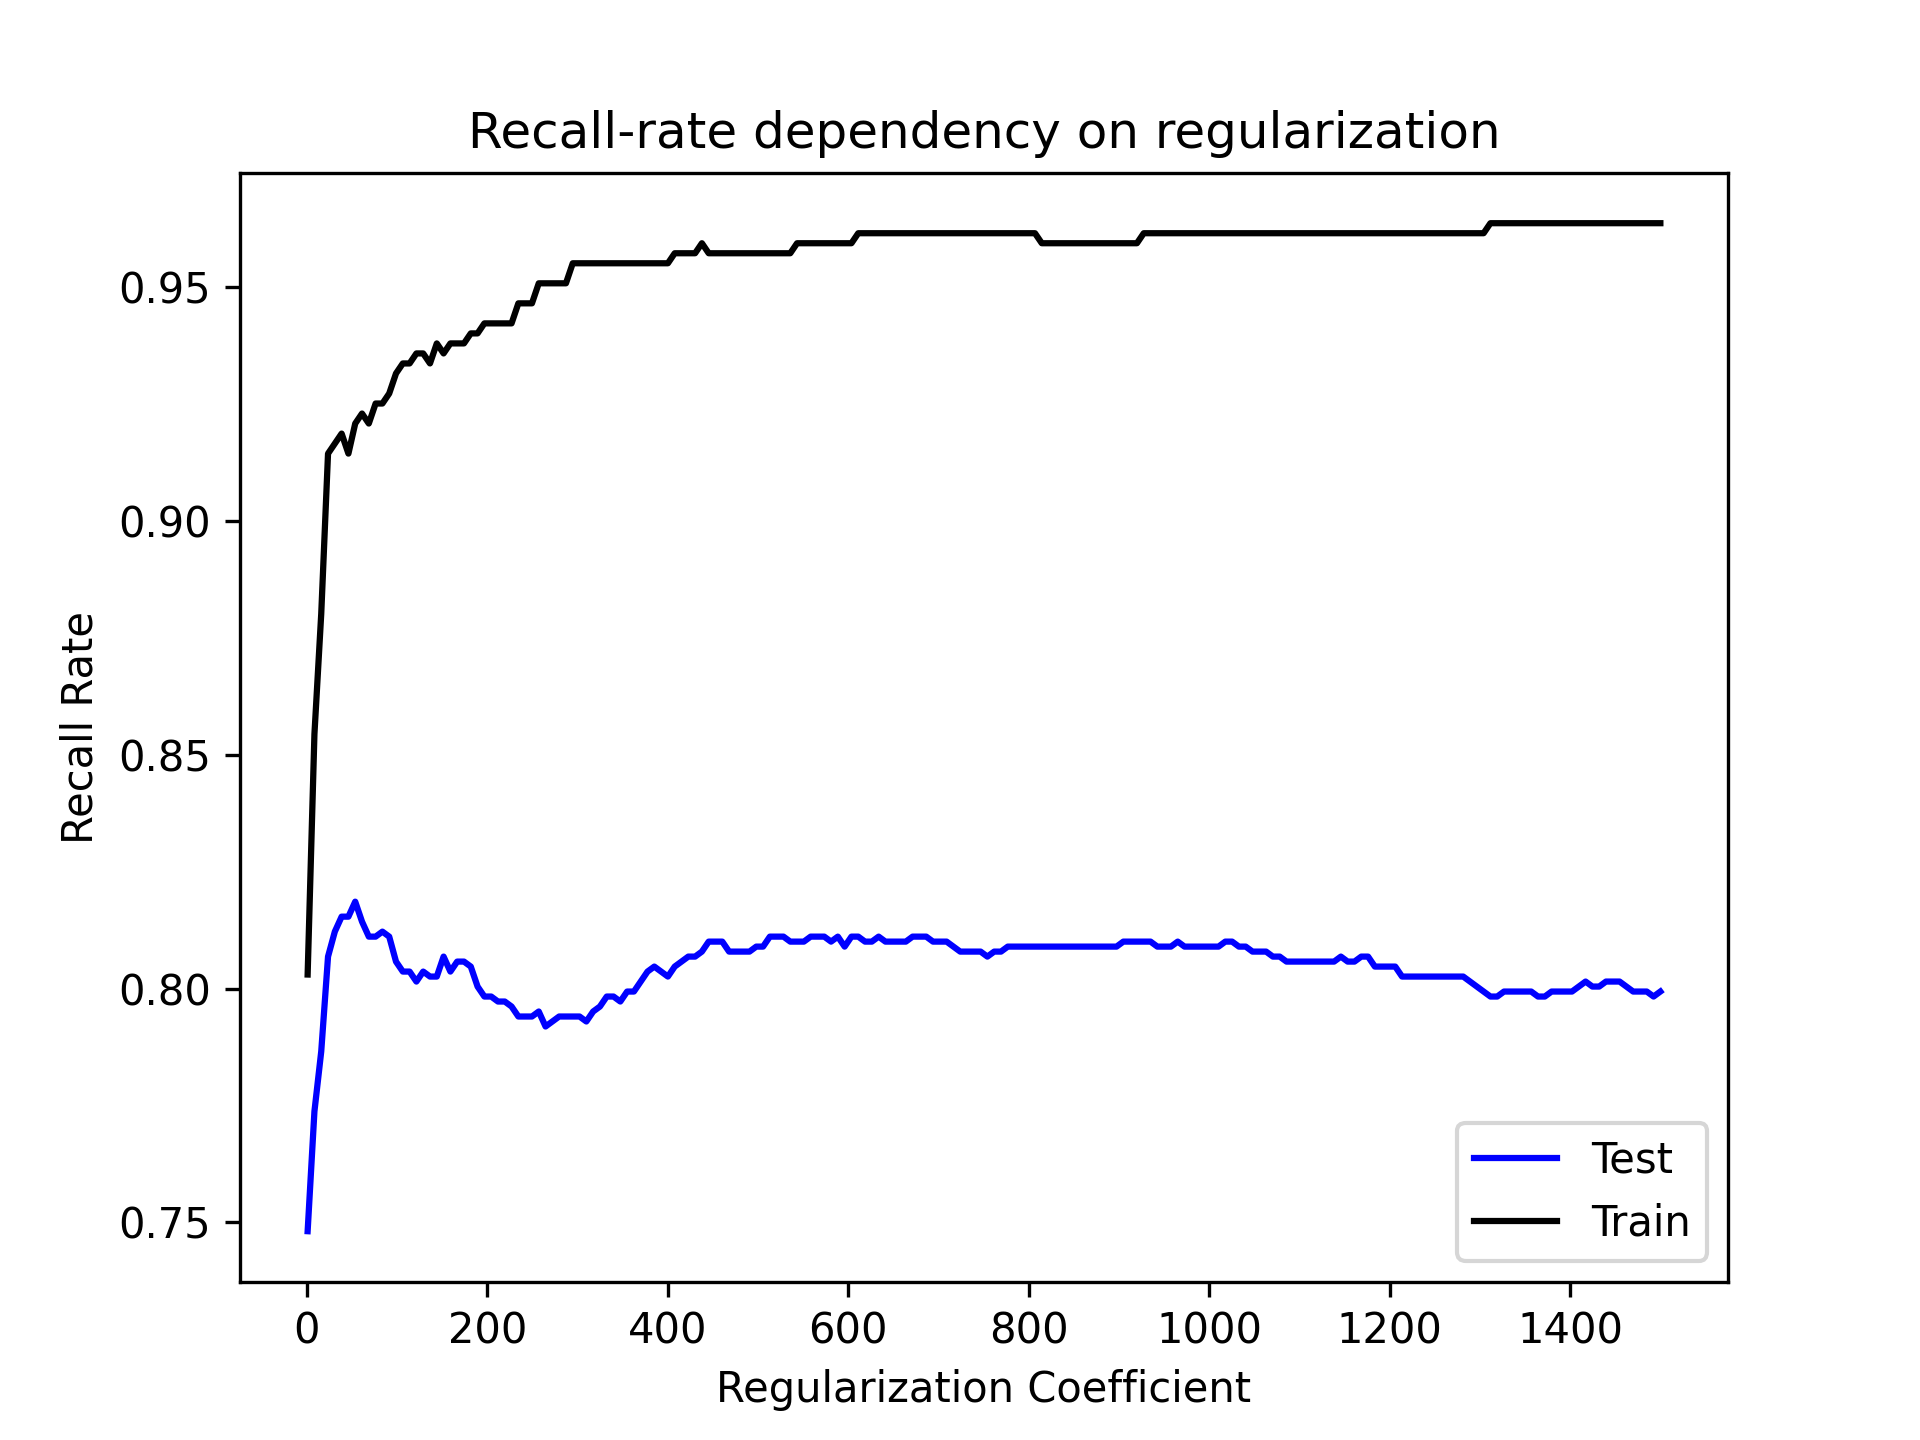 Recall-rate dependency on regularization
Recall Rate
0.95
0.90
0.85
0.80
0.75
0 200 400 600 800 1000 1200 1400
Regularization Coefficient
Test
Train